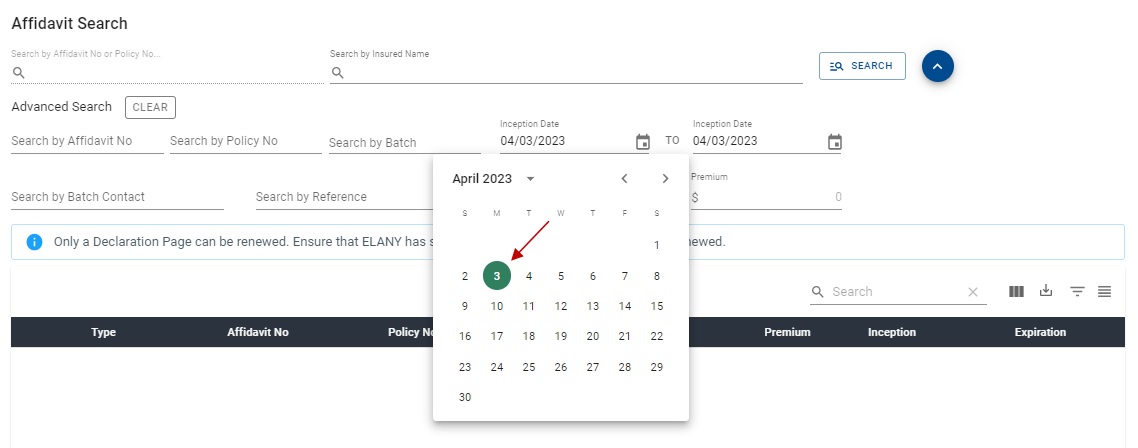 Affidavit Search
Search by Affidavit No or Policy No...
Search by Insured Name
SEARCH
Advanced Search
CLEAR
Search by Affidavit No
Search by Policy No
Search by Batch
Inception Date
04/03/2023
TO
Inception Date
04/03/2023
Search by Batch Contact
Search by Reference
Premium
$
0
April 2023
S M T W T F S
1
2 3 4 5 6 7 8
9 10 11 12 13 14 15
16 17 18 19 20 21 22
23 24 25 26 27 28 29
30
Only a Declaration Page can be renewed. Ensure that ELANY has
Search
Type Affidavit No Policy Premium Inception Expiration